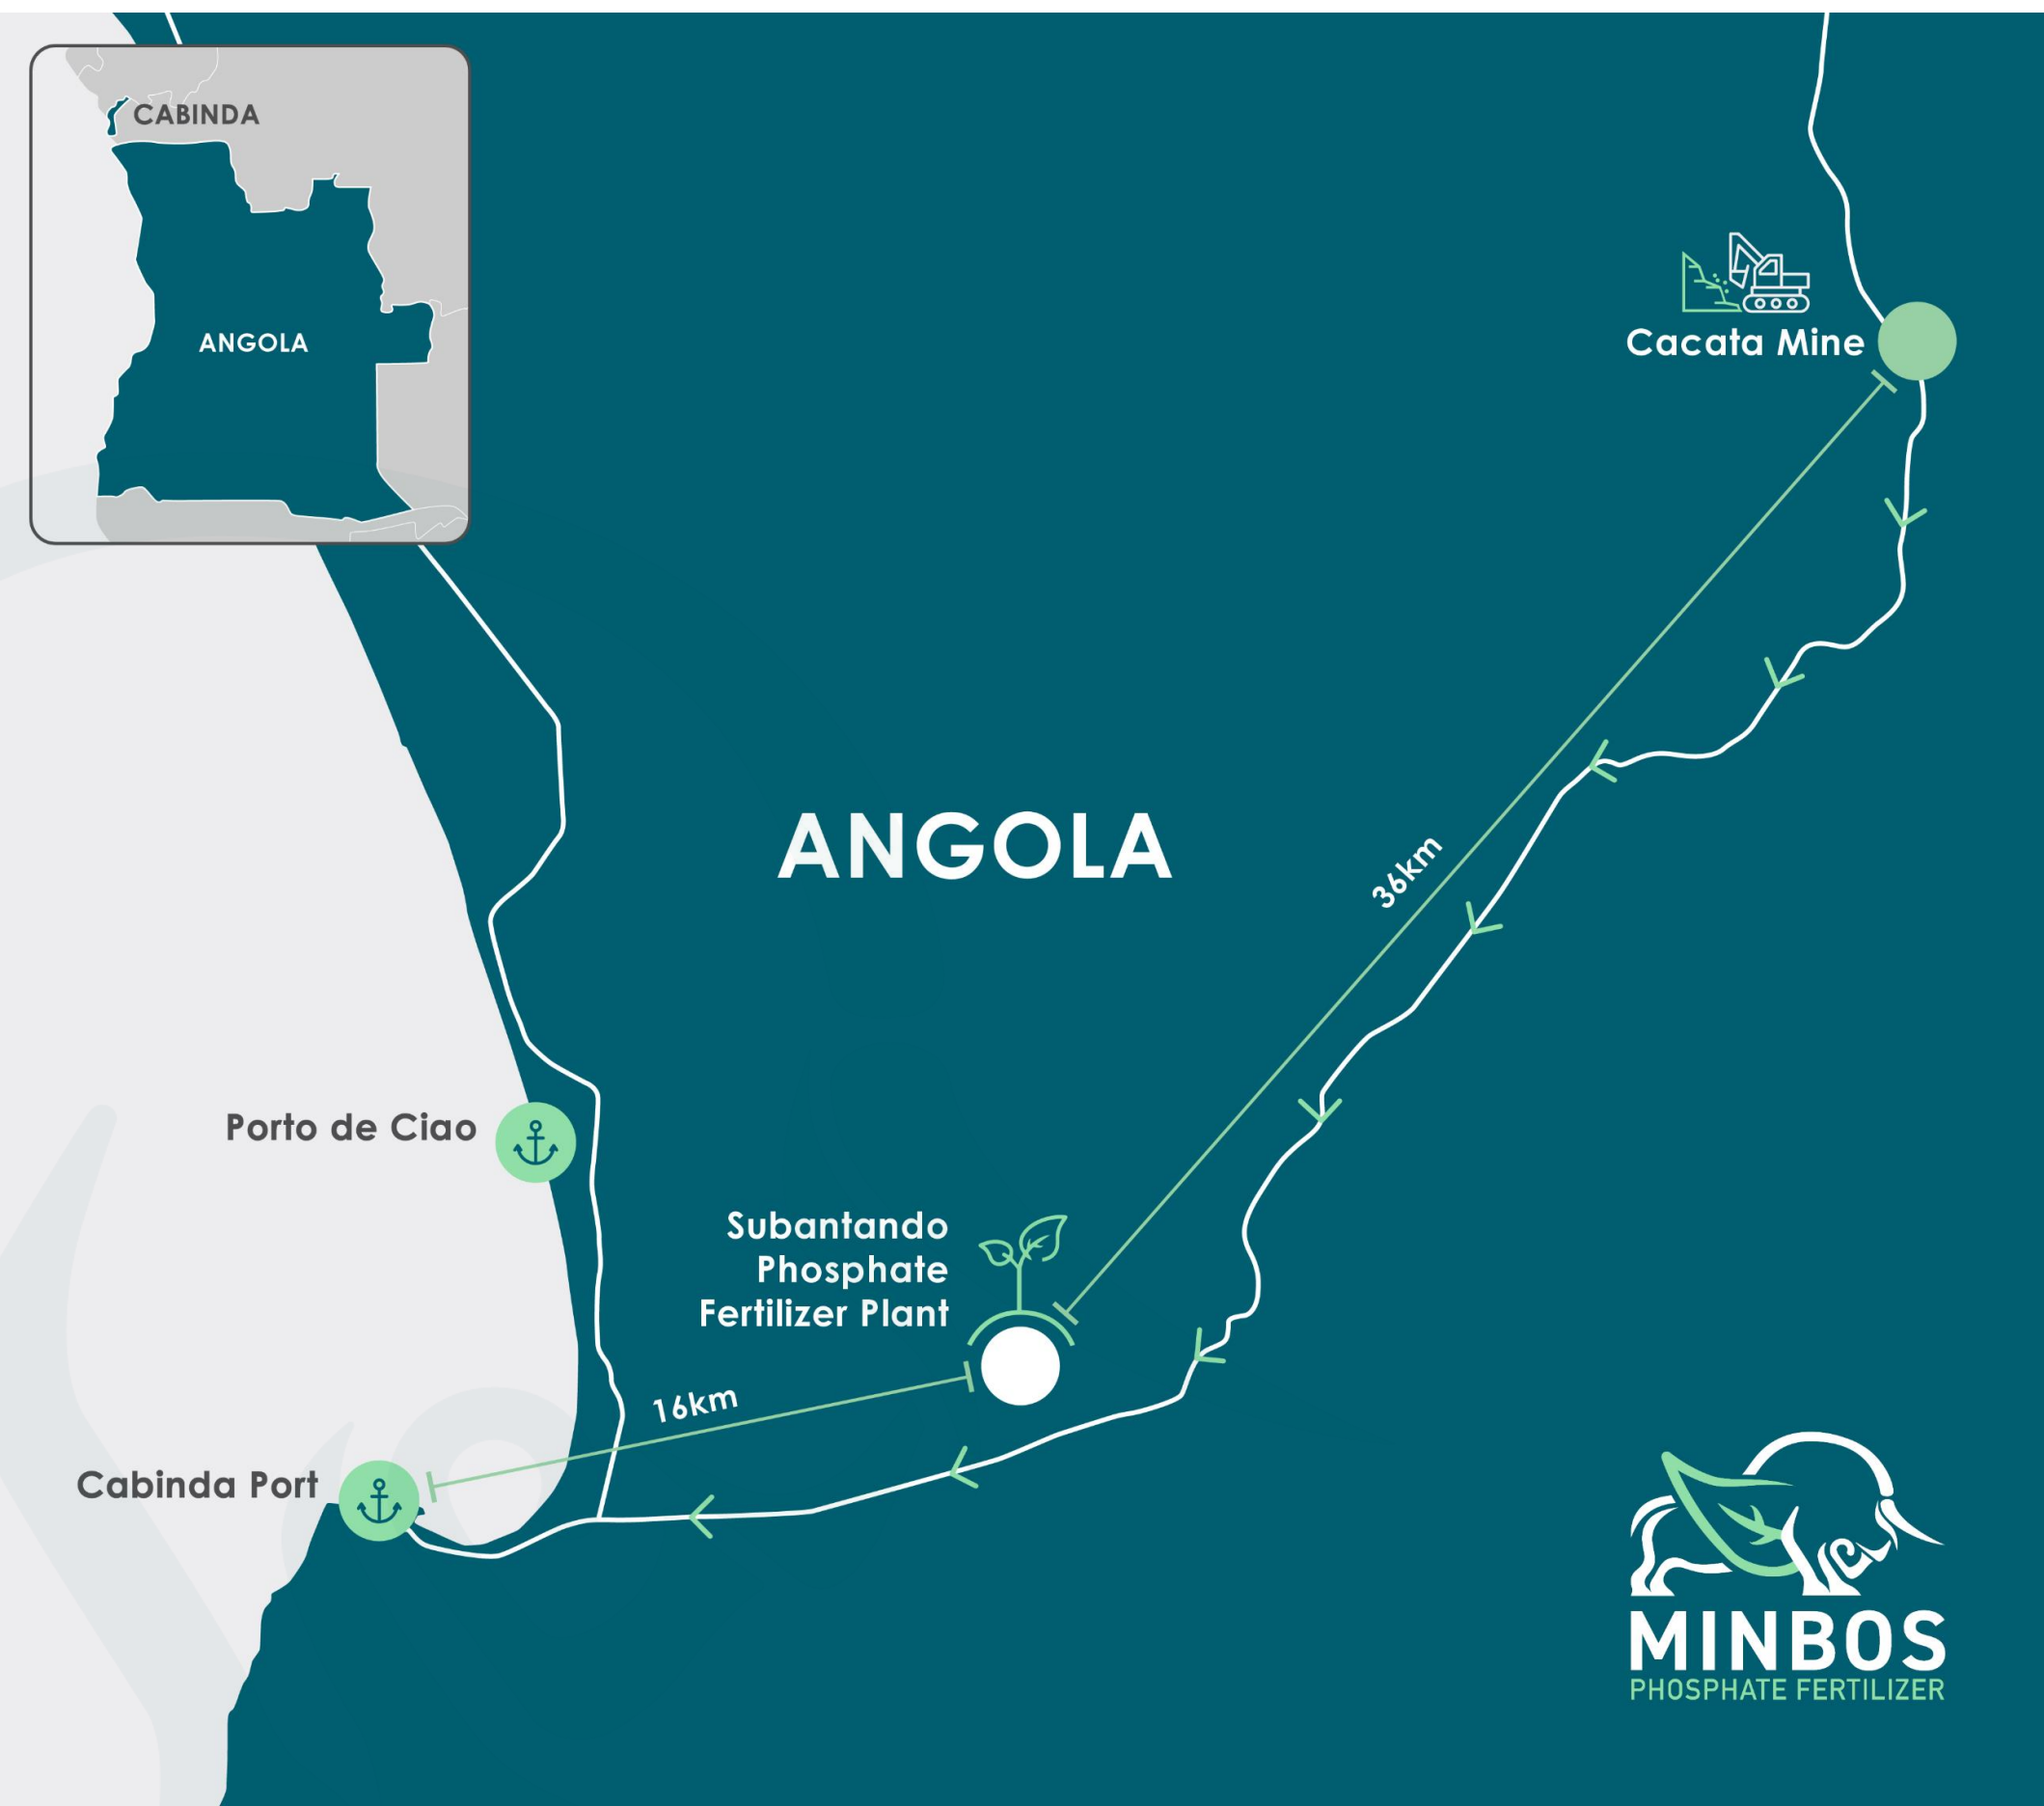 CABINDA
ANGOLA
Cacata Mine
ANGOLA
36km
Porto de Ciao
Subantando
Phosphate
Fertilizer Plant
16km
Cabinda Port
MINBOS
PHOSPHATE FERTILIZER